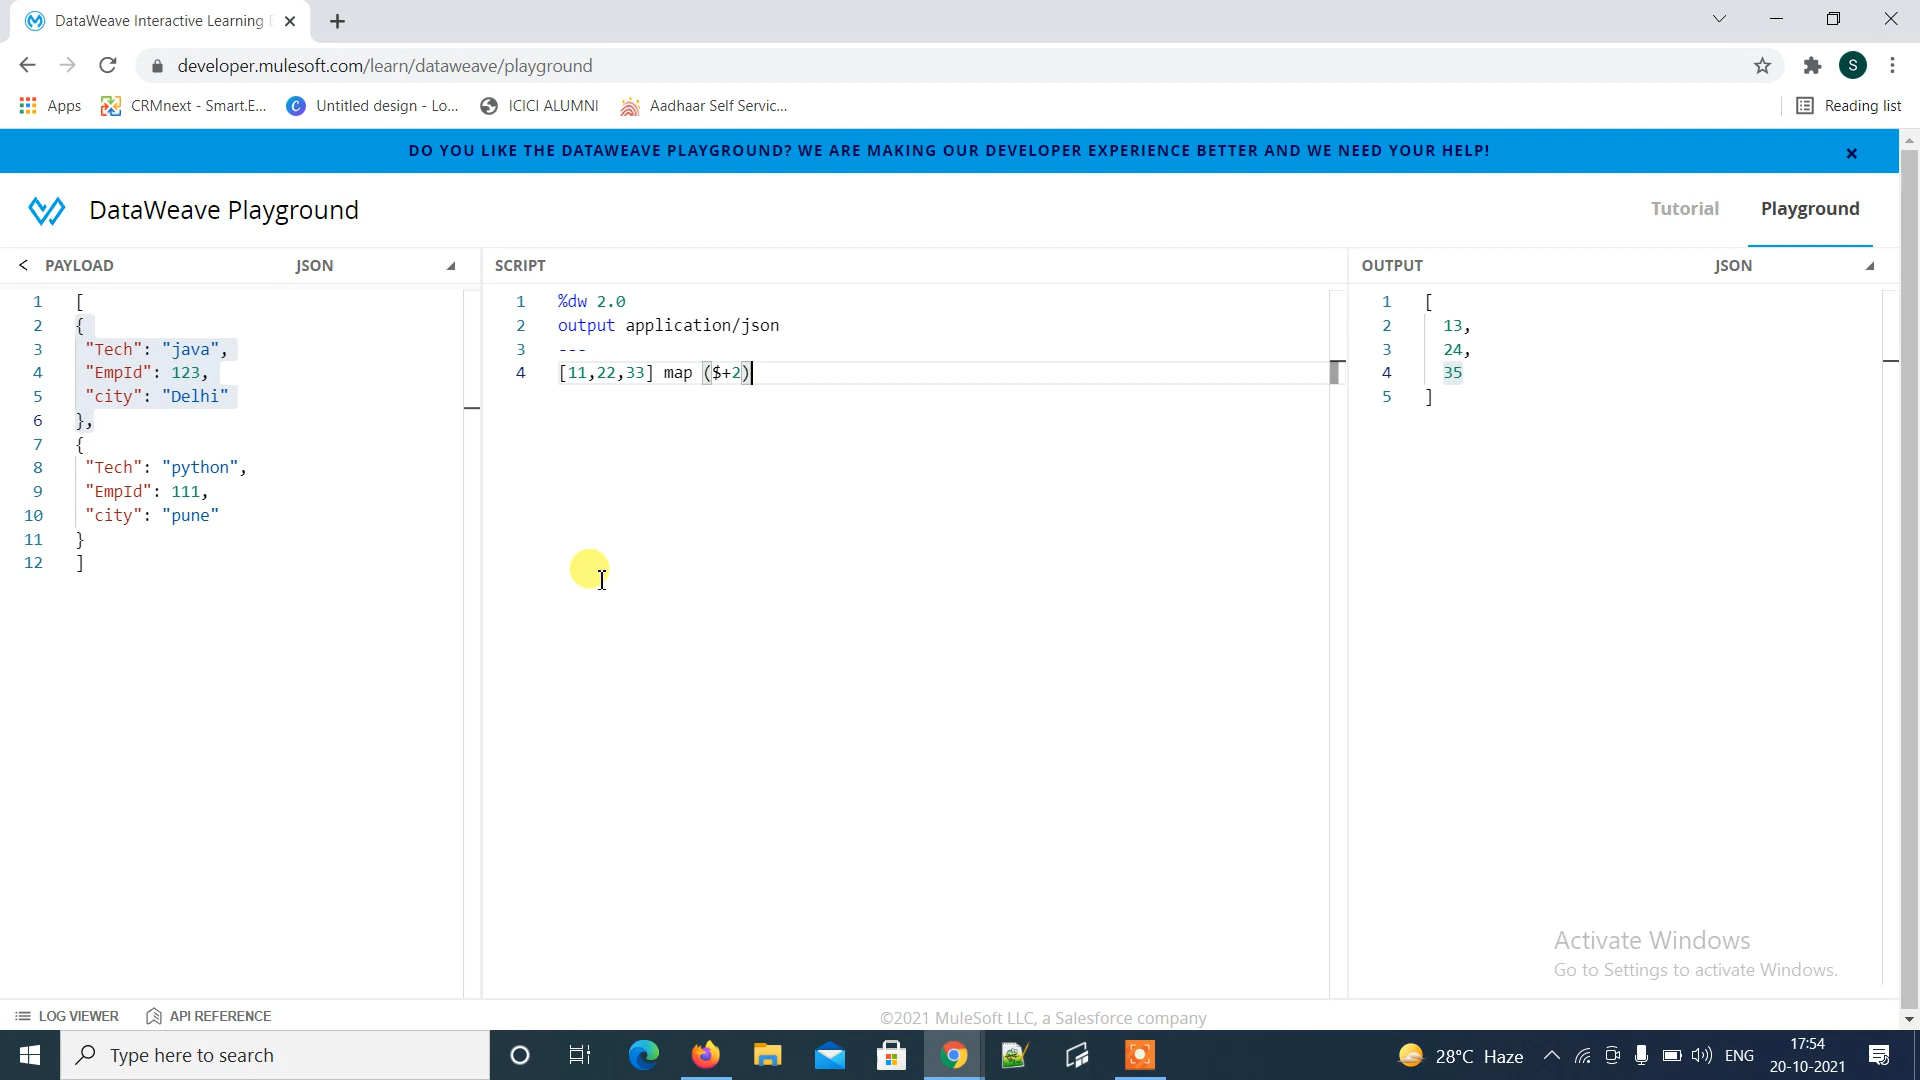 DataWeave Interactive Learning E
developer.mulesoft.com/learn/dataweave/playground
S
Apps
CRMnext - Smart.E...
Untitled design - Lo...
ICICI ALUMNI
Aadhaar Self Servic...
Reading list
DO YOU LIKE THE DATAWEAVE PLAYGROUND? WE ARE MAKING OUR DEVELOPER EXPERIENCE BETTER AND WE NEED YOUR HELP!
DataWeave Playground
Tutorial
Playground
PAYLOAD
JSON
1 [
2 {
3 "Tech": "java",
4 "EmpId": 123,
5 "city": "Delhi"
6 },
7 {
8 "Tech": "python",
9 "EmpId": 111,
10 "city": "pune"
11 }
12 ]
SCRIPT
1 %dw 2.0
2 output application/json
3 ---
4 [11,22,33] map ($+2)
OUTPUT
JSON
1 [
2 13,
3 24,
4 35
5 ]
Activate Windows
Go to Settings to activate Windows.
LOG VIEWER
API REFERENCE
©2021 MuleSoft LLC, a Salesforce company
Type here to search
28°C Haze
ENG
17:54
20-10-2021